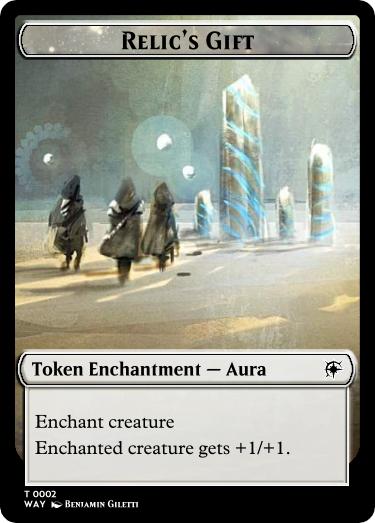 Relic's Gift
Token Enchantment — Aura
Enchant creature
Enchanted creature gets +1/+1.
T 0002
WAY Benjamin Giletti